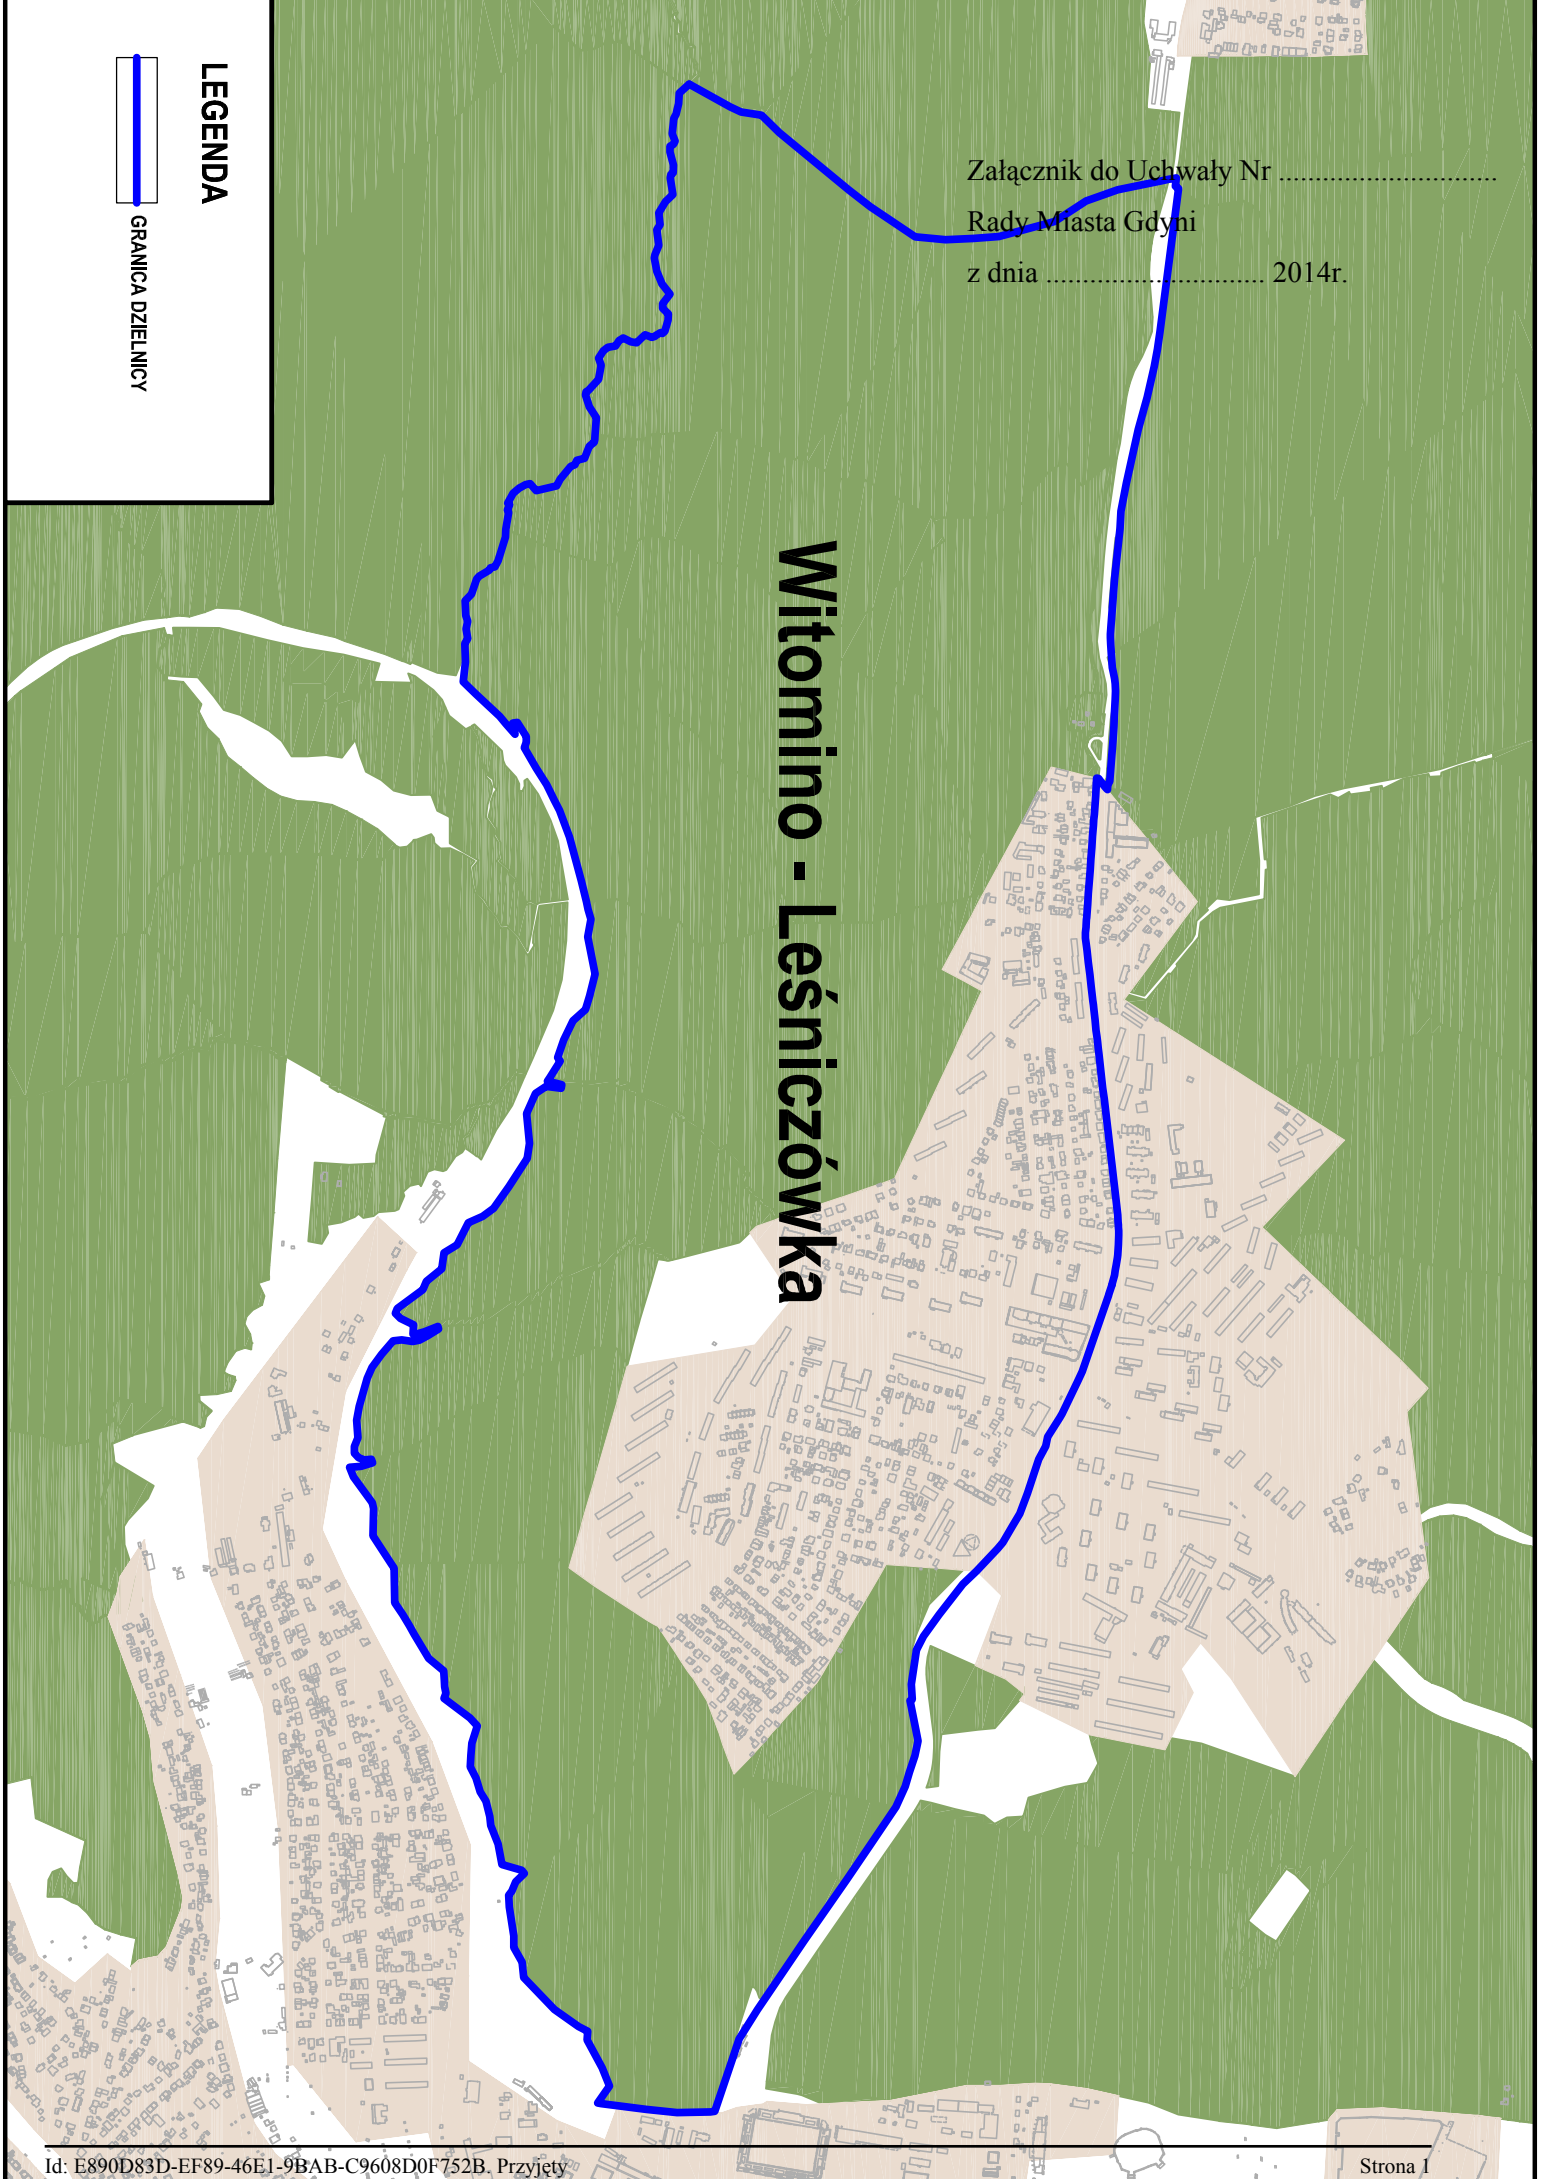 Załącznik do Uchwały Nr ..............................
Rady Miasta Gdyni
z dnia .............................. 2014r.
LEGENDA
GRANICA DZIELNICY
Witomino - Leśniczówka
Id: E890D83D-EF89-46E1-9BAB-C9608D0F752B. Przyjęty
Strona 1